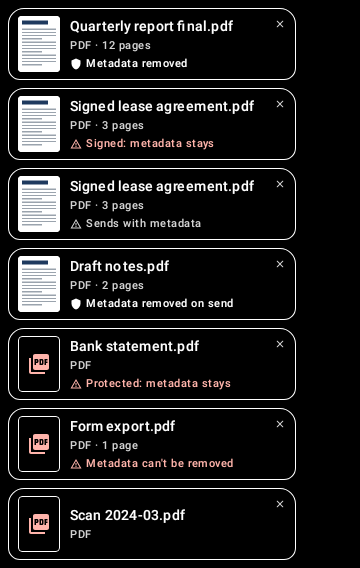 Quarterly report final.pdf
PDF · 12 pages
Metadata removed
Signed lease agreement.pdf
PDF · 3 pages
Signed: metadata stays
Signed lease agreement.pdf
PDF · 3 pages
Sends with metadata
Draft notes.pdf
PDF · 2 pages
Metadata removed on send
Bank statement.pdf
PDF
PDF
Protected: metadata stays
Form export.pdf
PDF
PDF · 1 page
Metadata can't be removed
Scan 2024-03.pdf
PDF
PDF